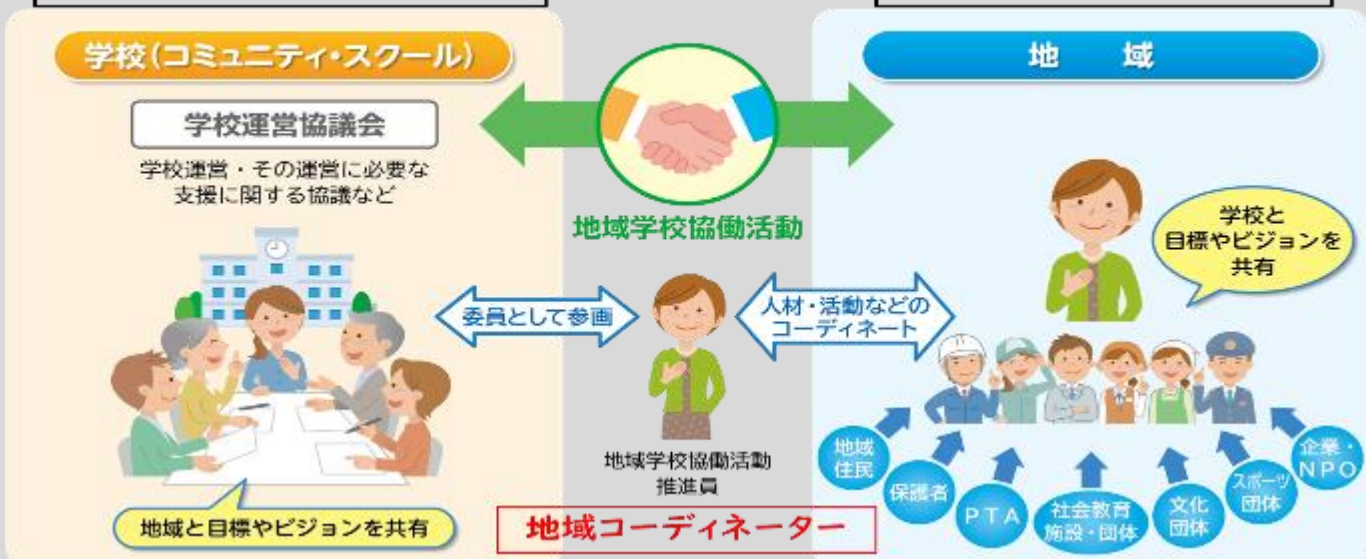 学校(コミュニティ・スクール)
学校運営協議会
学校運営・その運営に必要な
支援に関する協議など
地域と目標やビジョンを共有
地域学校協働活動
委員として参画
人材・活動などの
コーディネート
地域学校協働活動
推進員
地域コーディネーター
地　域
学校と
目標やビジョンを
共有
地域
住民
保護者
PTA
社会教育
施設・団体
文化
団体
スポーツ
団体
企業・
NPO